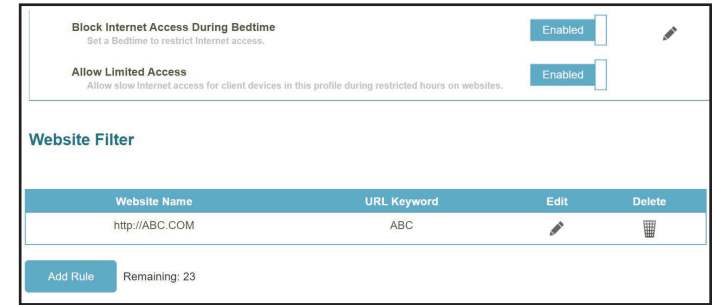 Block Internet Access During Bedtime
Set a Bedtime to restrict Internet access.
Enabled
Allow Limited Access
Allow slow Internet access for client devices in this profile during restricted hours on websites.
Enabled
Website Filter
Website Name URL Keyword Edit Delete
http://ABC.COM ABC
Add Rule Remaining: 23